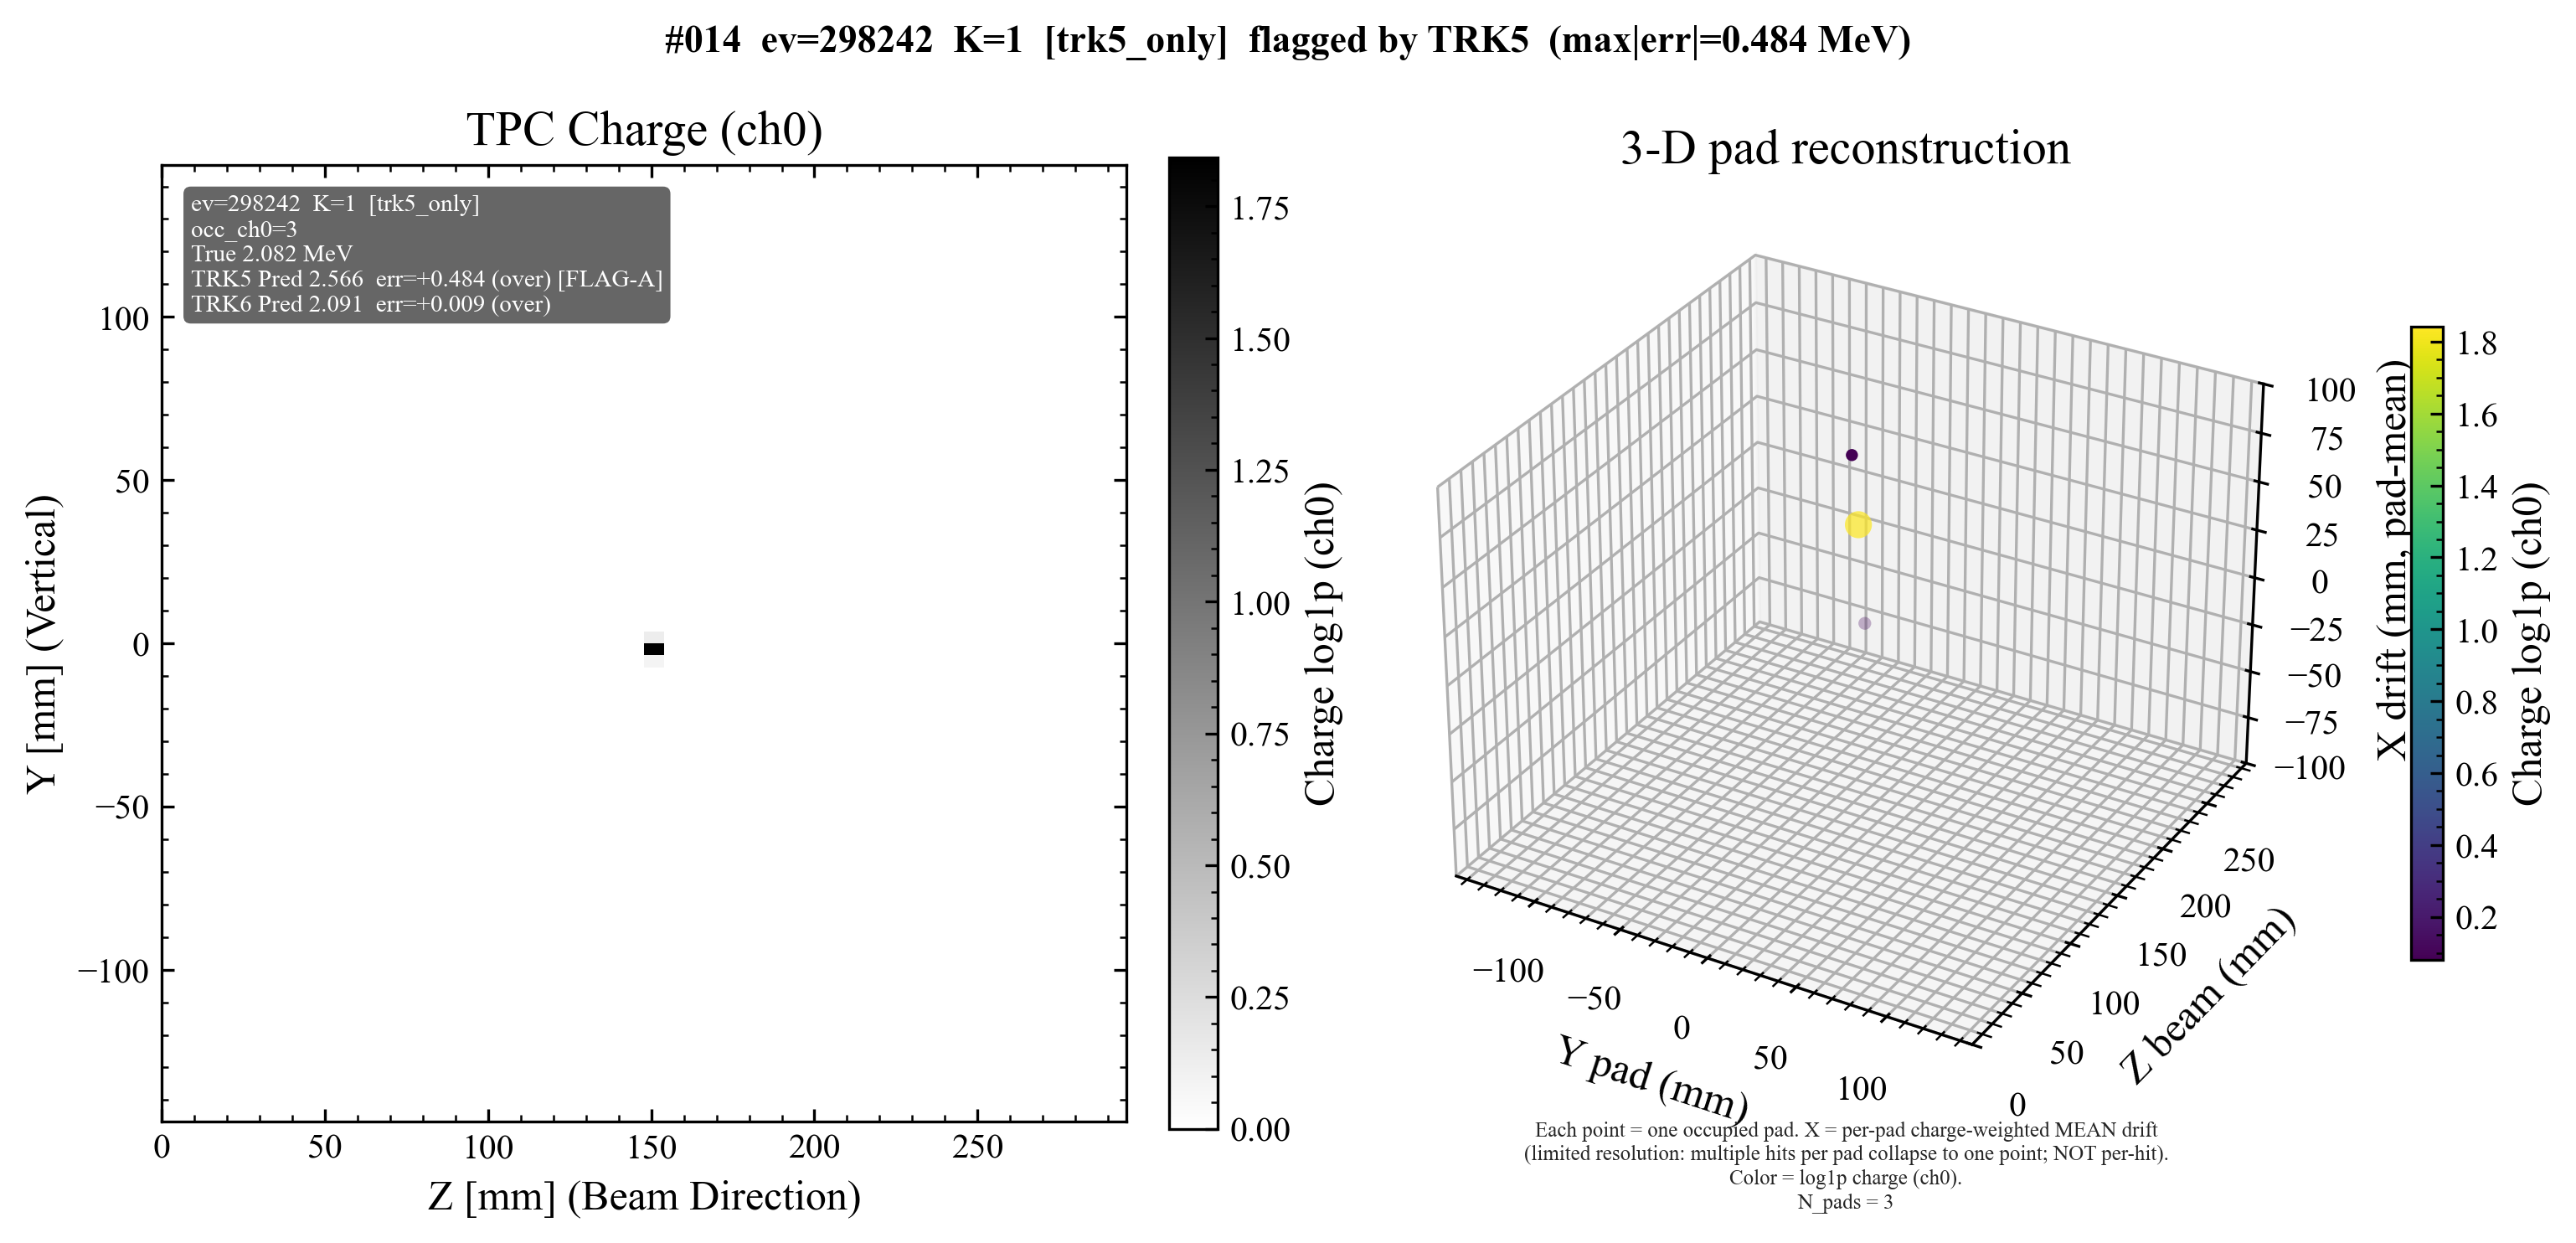 #014  ev=298242  K=1  [trk5_only]  flagged by TRK5  (max|err|=0.484 MeV)
TPC Charge (ch0)
ev=298242  K=1  [trk5_only]
occ_ch0=3
True 2.082 MeV
TRK5 Pred 2.566  err=+0.484 (over) [FLAG-A]
TRK6 Pred 2.091  err=+0.009 (over)
100
50
0
−50
−100
Y [mm] (Vertical)
0
50
100
150
200
250
Z [mm] (Beam Direction)
1.75
1.50
1.25
1.00
0.75
0.50
0.25
0.00
Charge log1p (ch0)
3-D pad reconstruction
100
75
50
25
0
−25
−50
−75
−100
X drift (mm, pad-mean)
−100
−50
0
50
100
Y pad (mm)
0
50
100
150
200
250
Z beam (mm)
1.8
1.6
1.4
1.2
1.0
0.8
0.6
0.4
0.2
Charge log1p (ch0)
Each point = one occupied pad. X = per-pad charge-weighted MEAN drift
(limited resolution: multiple hits per pad collapse to one point; NOT per-hit).
Color = log1p charge (ch0).
N_pads = 3